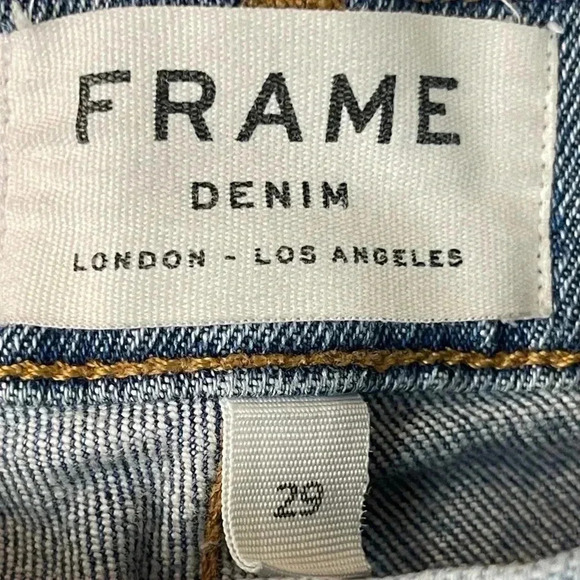 FRAME
DENIM
LONDON - LOS ANGELES
29